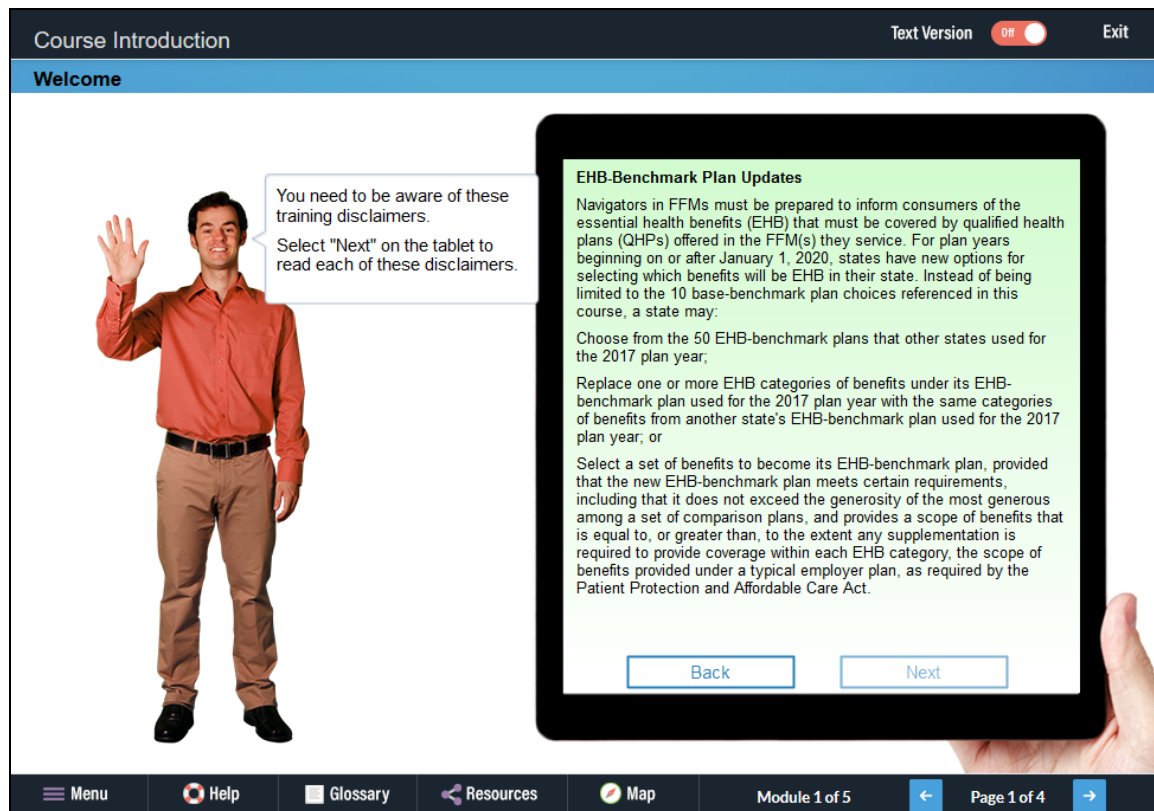 Course Introduction
Text Version
Off
Exit
Welcome
You need to be aware of these
training disclaimers.
Select "Next" on the tablet to
read each of these disclaimers.
EHB-Benchmark Plan Updates
Navigators in FFMs must be prepared to inform consumers of the
essential health benefits (EHB) that must be covered by qualified health
plans (QHPs) offered in the FFM(s) they service. For plan years
beginning on or after January 1, 2020, states have new options for
selecting which benefits will be EHB in their state. Instead of being
limited to the 10 base-benchmark plan choices referenced in this
course, a state may:
Choose from the 50 EHB-benchmark plans that other states used for
the 2017 plan year;
Replace one or more EHB categories of benefits under its EHB-
benchmark plan used for the 2017 plan year with the same categories
of benefits from another state's EHB-benchmark plan used for the 2017
plan year; or
Select a set of benefits to become its EHB-benchmark plan, provided
that the new EHB-benchmark plan meets certain requirements,
including that it does not exceed the generosity of the most generous
among a set of comparison plans, and provides a scope of benefits that
is equal to, or greater than, to the extent any supplementation is
required to provide coverage within each EHB category, the scope of
benefits provided under a typical employer plan, as required by the
Patient Protection and Affordable Care Act.
Back
Next
Menu
Help
Glossary
Resources
Map
Module 1 of 5
Page 1 of 4